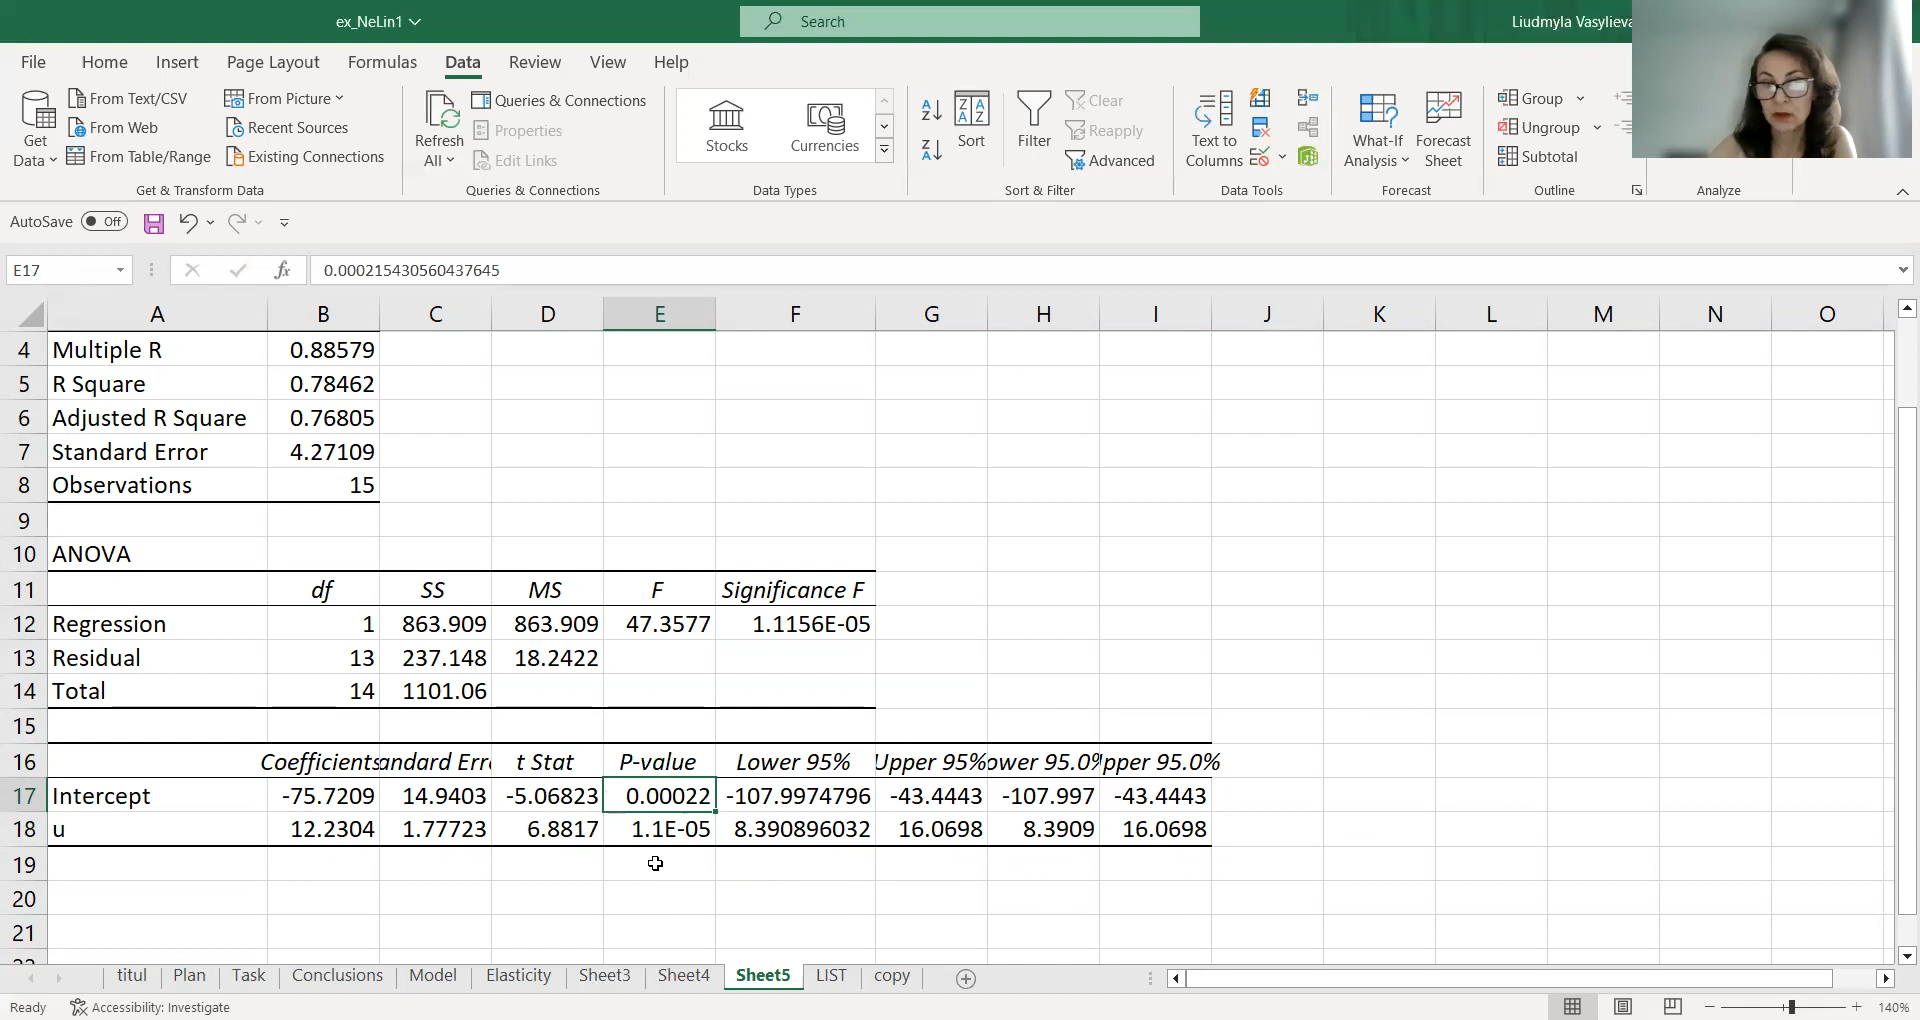 ex_NeLin1
Search
Liudmyla Vasylieva
File Home Insert Page Layout Formulas Data Review View Help
Get Data
From Text/CSV
From Web
From Table/Range
From Picture
Recent Sources
Existing Connections
Get & Transform Data
Refresh All
Queries & Connections
Properties
Edit Links
Queries & Connections
Stocks
Currencies
Data Types
Sort
Filter
Clear
Reapply
Advanced
Sort & Filter
Text to Columns
Data Tools
What-If Analysis
Forecast Sheet
Forecast
Group
Ungroup
Subtotal
Outline
Analyze
AutoSave Off
E17 fx 0.000215430560437645
A B C D E F G H I J K L M N O
4 Multiple R 0.88579
5 R Square 0.78462
6 Adjusted R Square 0.76805
7 Standard Error 4.27109
8 Observations 15
9
10 ANOVA
11 df SS MS F Significance F
12 Regression 1 863.909 863.909 47.3577 1.1156E-05
13 Residual 13 237.148 18.2422
14 Total 14 1101.06
15
16 Coefficients andard Erro t Stat P-value Lower 95% Upper 95% ower 95.0% pper 95.0%
17 Intercept -75.7209 14.9403 -5.06823 0.00022 -107.9974796 -43.4443 -107.997 -43.4443
18 u 12.2304 1.77723 6.8817 1.1E-05 8.390896032 16.0698 8.3909 16.0698
19
20
21
titul Plan Task Conclusions Model Elasticity Sheet3 Sheet4 Sheet5 LIST copy
Ready Accessibility: Investigate 140%